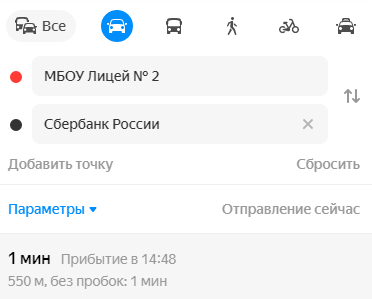 Все
МБОУ Лицей № 2
Сбербанк России
Добавить точку Сбросить
Параметры Отправление сейчас
1 мин Прибытие в 14:48
550 м, без пробок: 1 мин